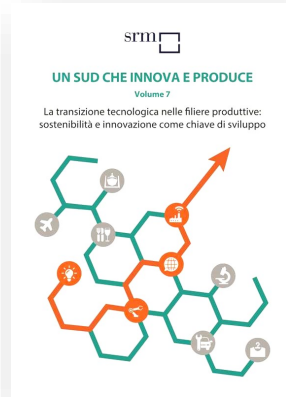 srm
UN SUD CHE INNOVA E PRODUCE
Volume 7
La transizione tecnologica nelle filiere produttive:
sostenibilità e innovazione come chiave di sviluppo